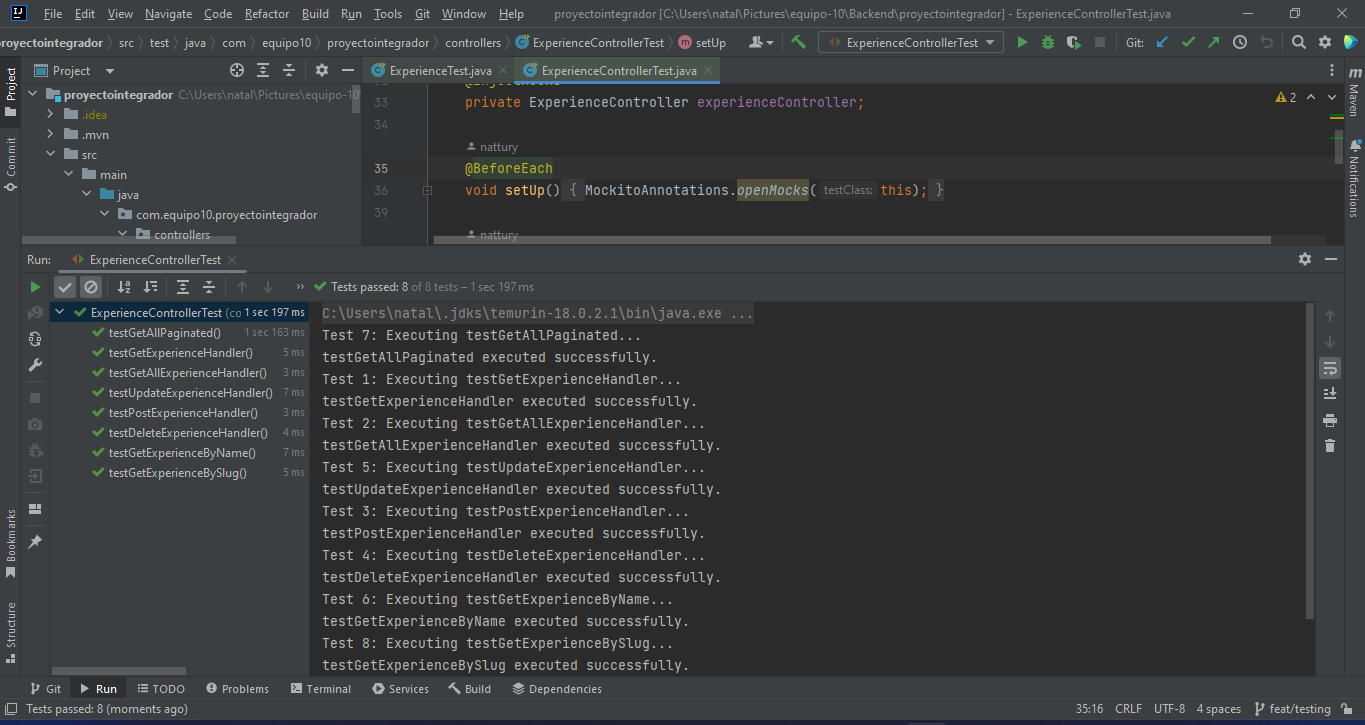 File Edit View Navigate Code Refactor Build Run Tools Git Window Help proyectointegrador [C:\Users\natal\Pictures\equipo-10\Backend\proyectointegrador] - ExperienceControllerTest.java
proyectointegrador src test java com equipo10 proyectointegrador controllers ExperienceControllerTest setUp ExperienceControllerTest Git:
Project ExperienceTest.java ExperienceControllerTest.java
Project
Commit
Bookmarks
Structure
Maven
Notifications
proyectointegrador C:\Users\natal\Pictures\equipo-10
.idea
.mvn
src
main
java
com.equipo10.proyectointegrador
controllers
33 private ExperienceController experienceController;
2
34
nattury
35 @BeforeEach
36 void setUp() { MockitoAnnotations.openMocks( testClass: this); }
39
nattury
Run: ExperienceControllerTest
Tests passed: 8 of 8 tests – 1 sec 197 ms
ExperienceControllerTest (co 1 sec 197 ms
testGetAllPaginated() 1 sec 163 ms
testGetExperienceHandler() 5 ms
testGetAllExperienceHandler() 3 ms
testUpdateExperienceHandler() 7 ms
testPostExperienceHandler() 3 ms
testDeleteExperienceHandler() 4 ms
testGetExperienceByName() 7 ms
testGetExperienceBySlug() 5 ms
C:\Users\natal\.jdks\temurin-18.0.2.1\bin\java.exe ...
Test 7: Executing testGetAllPaginated...
testGetAllPaginated executed successfully.
Test 1: Executing testGetExperienceHandler...
testGetExperienceHandler executed successfully.
Test 2: Executing testGetAllExperienceHandler...
testGetAllExperienceHandler executed successfully.
Test 5: Executing testUpdateExperienceHandler...
testUpdateExperienceHandler executed successfully.
Test 3: Executing testPostExperienceHandler...
testPostExperienceHandler executed successfully.
Test 4: Executing testDeleteExperienceHandler...
testDeleteExperienceHandler executed successfully.
Test 6: Executing testGetExperienceByName...
testGetExperienceByName executed successfully.
Test 8: Executing testGetExperienceBySlug...
testGetExperienceBySlug executed successfully.
Git Run TODO Problems Terminal Services Build Dependencies
Tests passed: 8 (moments ago) 35:16 CRLF UTF-8 4 spaces feat/testing